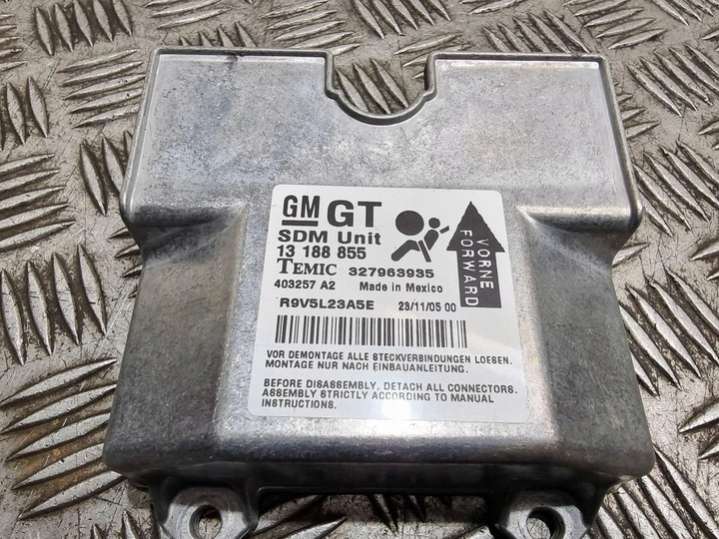 GM GT
SDM Unit
13 188 855
TEMIC 327963935
403257 A2 Made in Mexico
R9V5L23A5E 23/11/05 00
VORNE
FORWARD
VOR DEMONTAGE ALLE STECKVERBINDUNGEN LOESEN.
MONTAGE NUR NACH EINBAUANLEITUNG.
BEFORE DISASSEMBLY, DETACH ALL CONNECTORS.
ASSEMBLY STRICTLY ACCORDING TO MANUAL
INSTRUCTIONS.